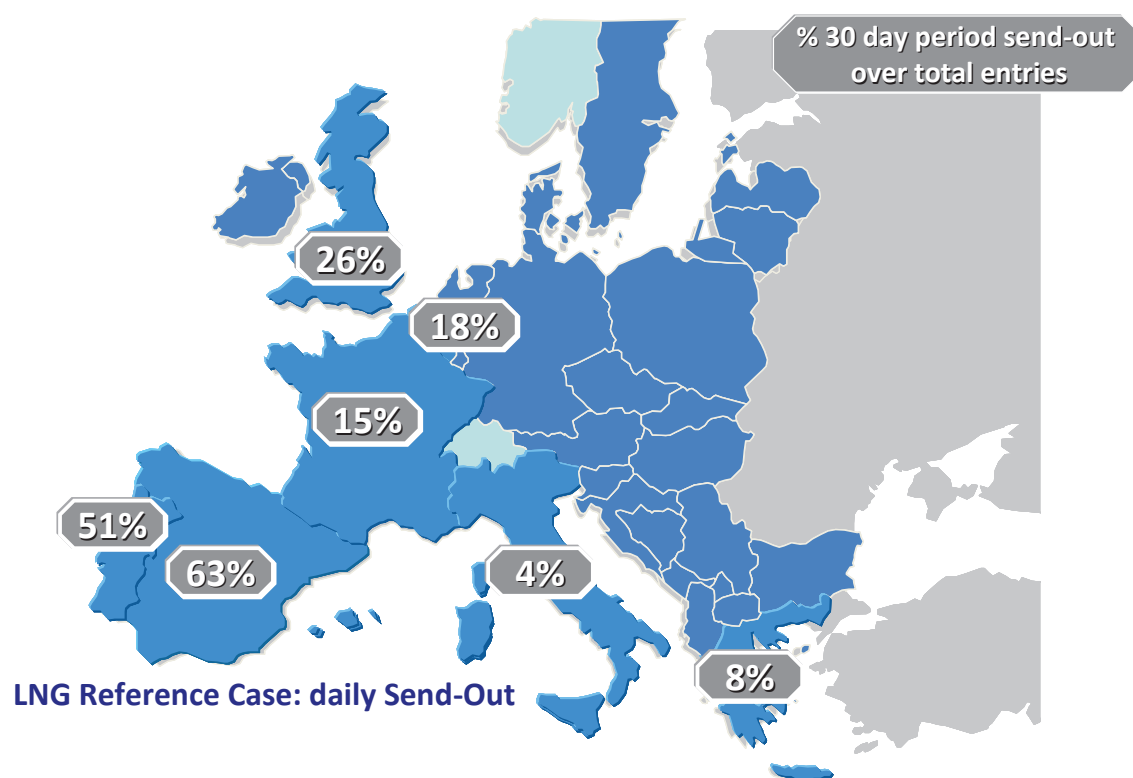 % 30 day period send-out
over total entries
26%
18%
15%
51%
63%
4%
8%
LNG Reference Case: daily Send-Out